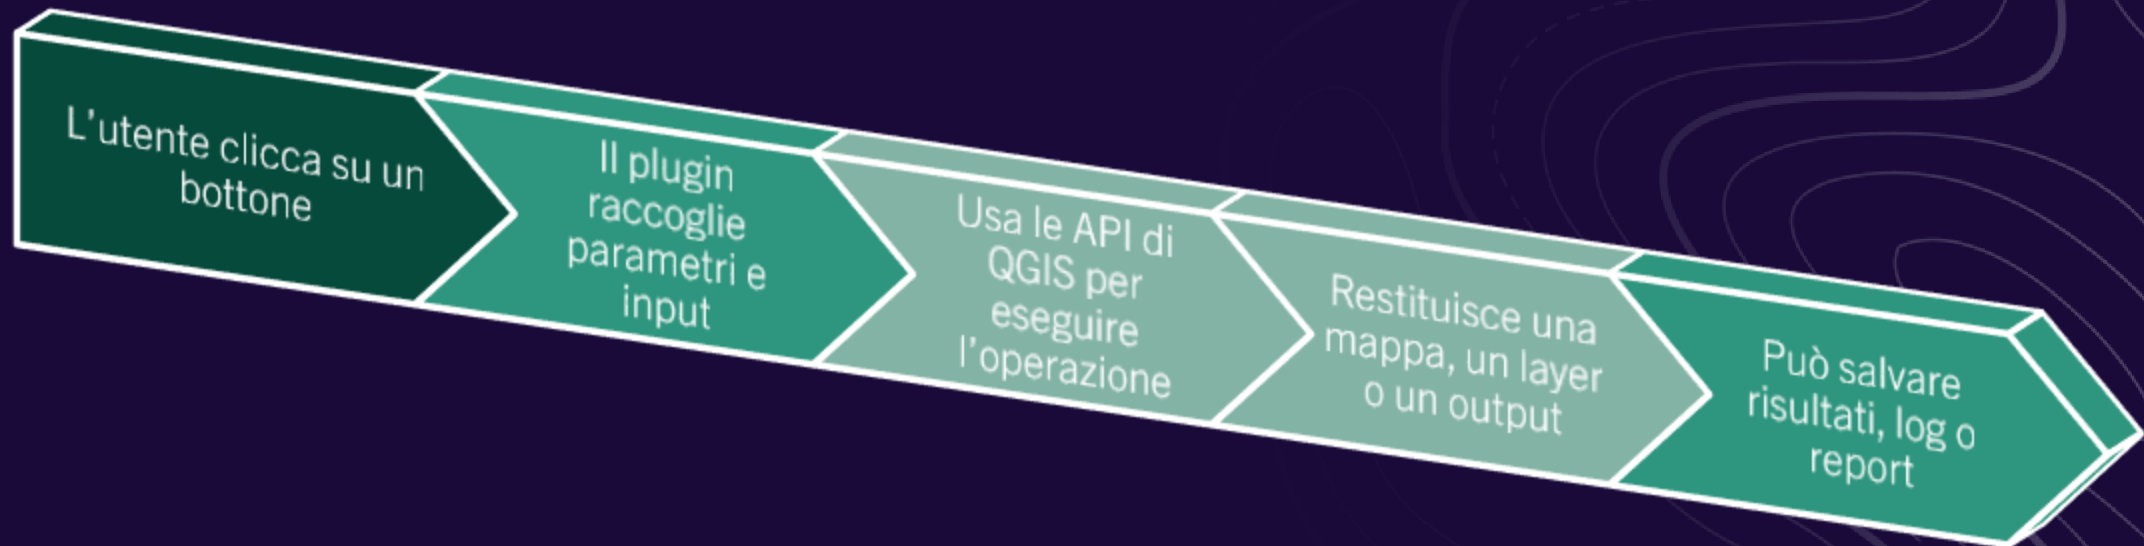 L'utente clicca su un
bottone
Il plugin
raccoglie
parametri e
input
Usa le API di
QGIS per
eseguire
l'operazione
Restituisce una
mappa, un layer
o un output
Può salvare
risultati, log o
report